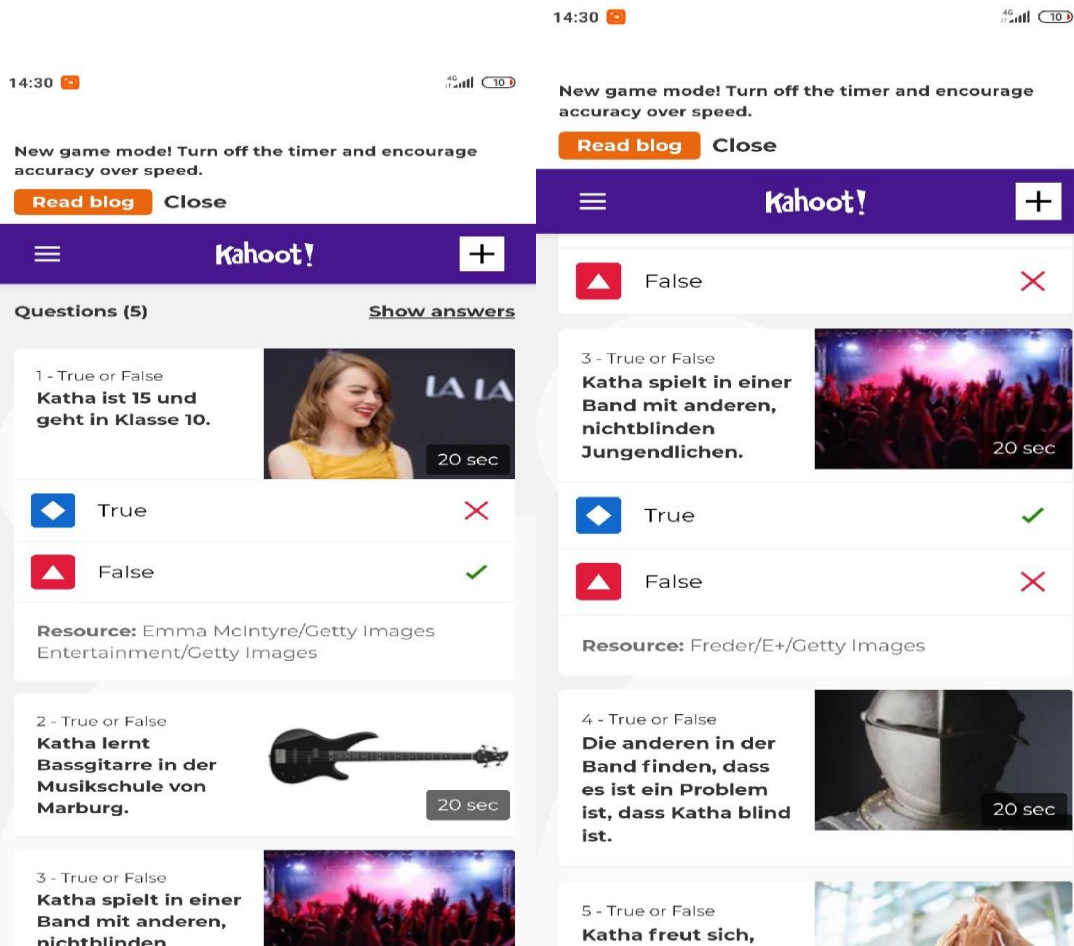 14:30
4G
10
New game mode! Turn off the timer and encourage
accuracy over speed.
Read blog Close
Kahoot!
Questions (5) Show answers
1 - True or False
Katha ist 15 und
geht in Klasse 10.
LA LA
20 sec
True
False
Resource: Emma McIntyre/Getty Images
Entertainment/Getty Images
2 - True or False
Katha lernt
Bassgitarre in der
Musikschule von
Marburg.
20 sec
3 - True or False
Katha spielt in einer
Band mit anderen,
nichtblinden
14:30
4G
10
New game mode! Turn off the timer and encourage
accuracy over speed.
Read blog Close
Kahoot!
False
3 - True or False
Katha spielt in einer
Band mit anderen,
nichtblinden
Jungendlichen.
20 sec
True
False
Resource: Freder/E+/Getty Images
4 - True or False
Die anderen in der
Band finden, dass
es ist ein Problem
ist, dass Katha blind
ist.
20 sec
5 - True or False
Katha freut sich,